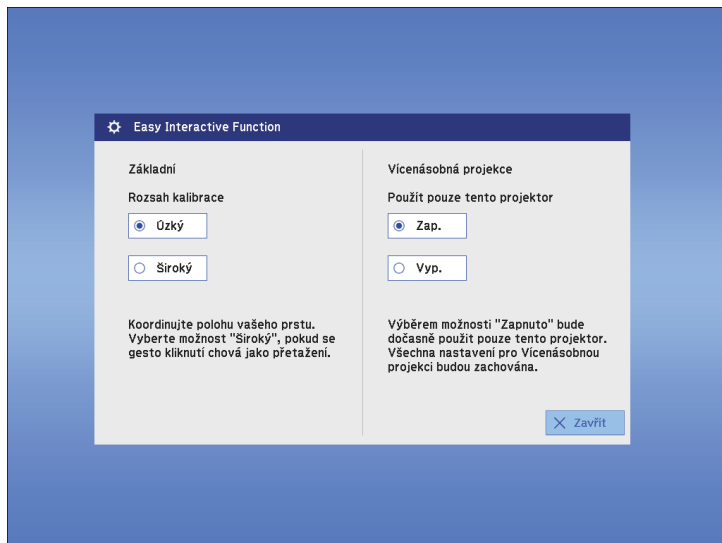 Easy Interactive Function
Základní
Rozsah kalibrace
Úzký
Široký
Koordinujte polohu vašeho prstu.
Vyberte možnost "Široký", pokud se
gesto kliknutí chová jako přetažení.
Vícenásobná projekce
Použít pouze tento projektor
Zap.
Vyp.
Výběrem možnosti "Zapnuto" bude
dočasně použit pouze tento projektor.
Všechna nastavení pro Vícenásobnou
projekci budou zachována.
Zavřít